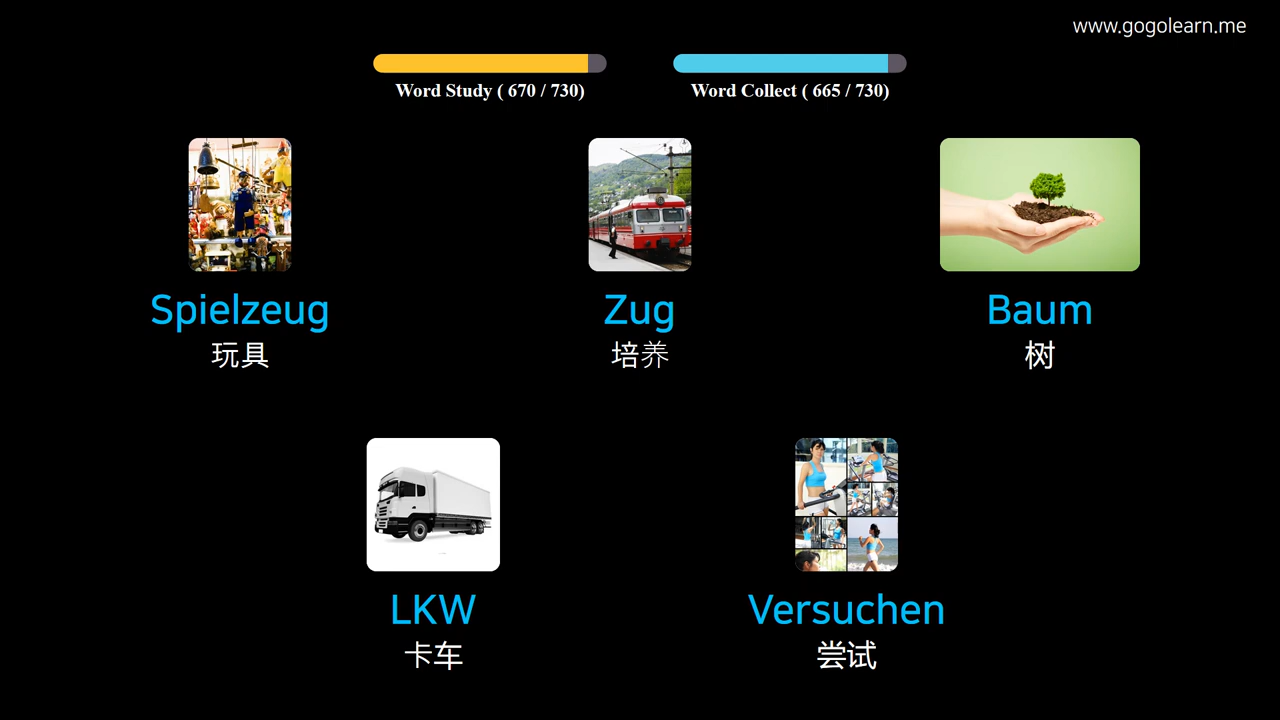 www.gogolearn.me
Word Study ( 670 / 730)
Word Collect ( 665 / 730)
Spielzeug
玩具
Zug
培养
Baum
树
LKW
卡车
Versuchen
尝试